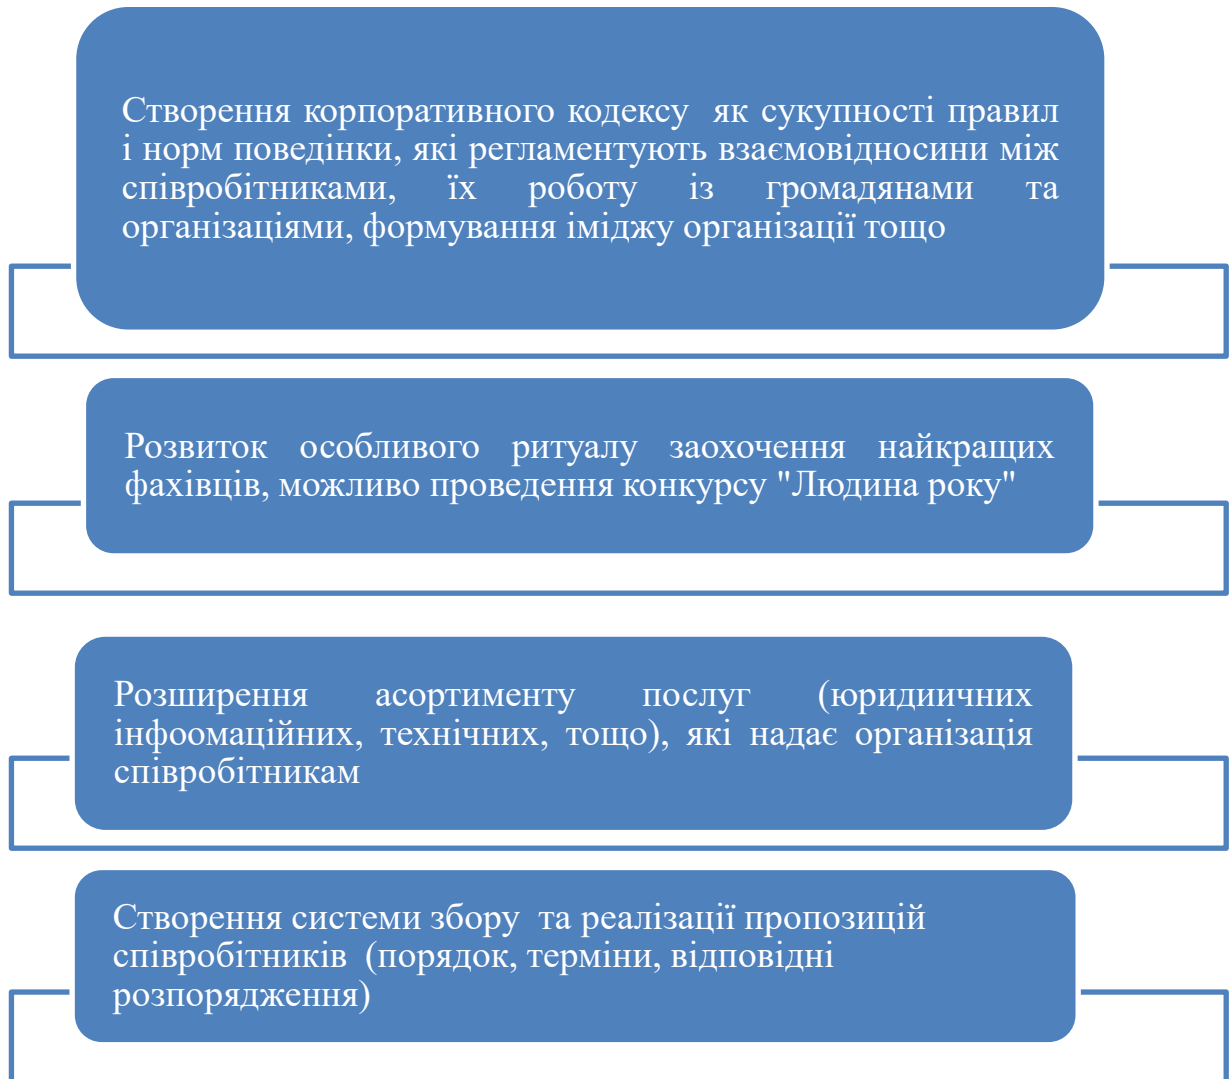 Створення корпоративного кодексу як сукупності правил
і норм поведінки, які регламентують взаємовідносини між
співробітниками, їх роботу із громадянами та
організаціями, формування іміджу організації тощо
Розвиток особливого ритуалу заохочення найкращих
фахівців, можливо проведення конкурсу "Людина року"
Розширення асортименту послуг (юридиичних
інфоомаційних, технічних, тощо), які надає організація
співробітникам
Створення системи збору та реалізації пропозицій
співробітників (порядок, терміни, відповідні
розпорядження)